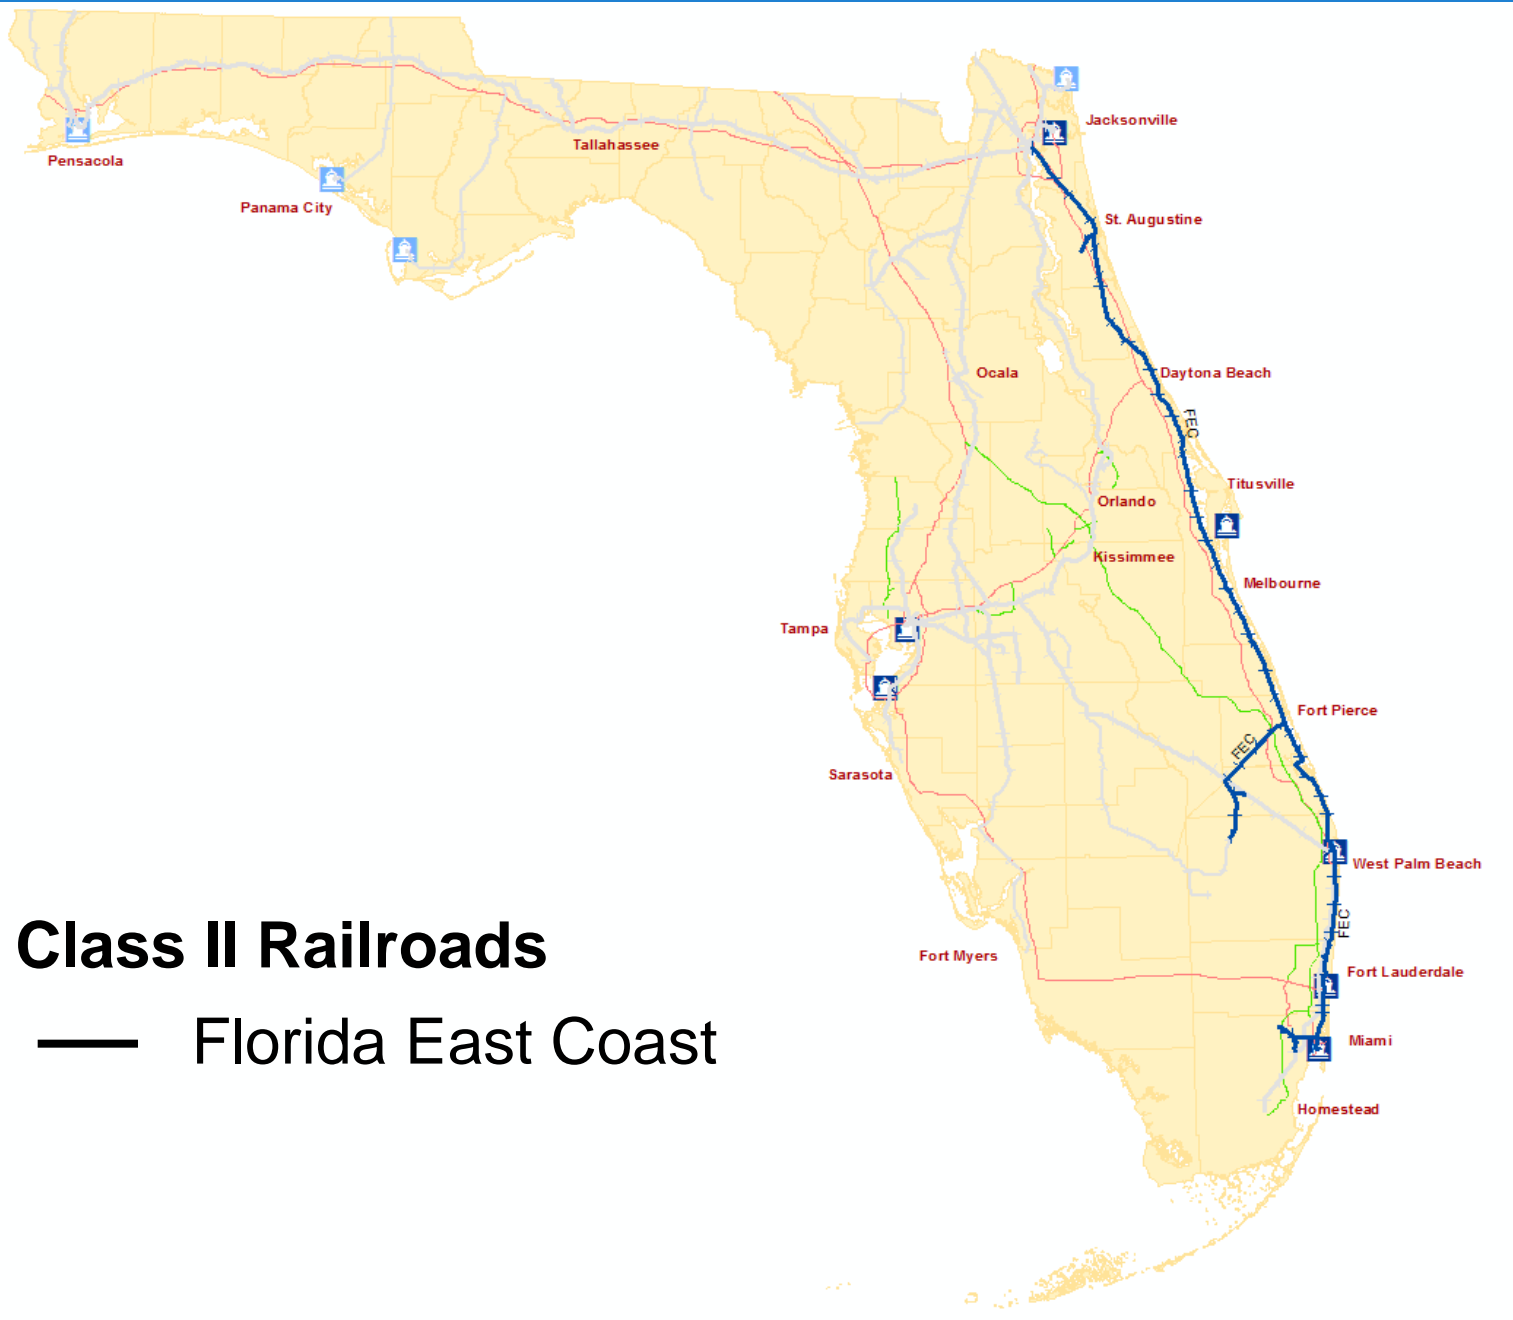 Jacksonville
Pensacola
Tallahassee
Panama City
St. Augustine
Ocala
Daytona Beach
FEC
Titusville
Orlando
Kissimmee
Melbourne
Tampa
Fort Pierce
FEC
Sarasota
West Palm Beach
FEC
Fort Myers
Fort Lauderdale
Miami
Homestead
Class II Railroads
Florida East Coast